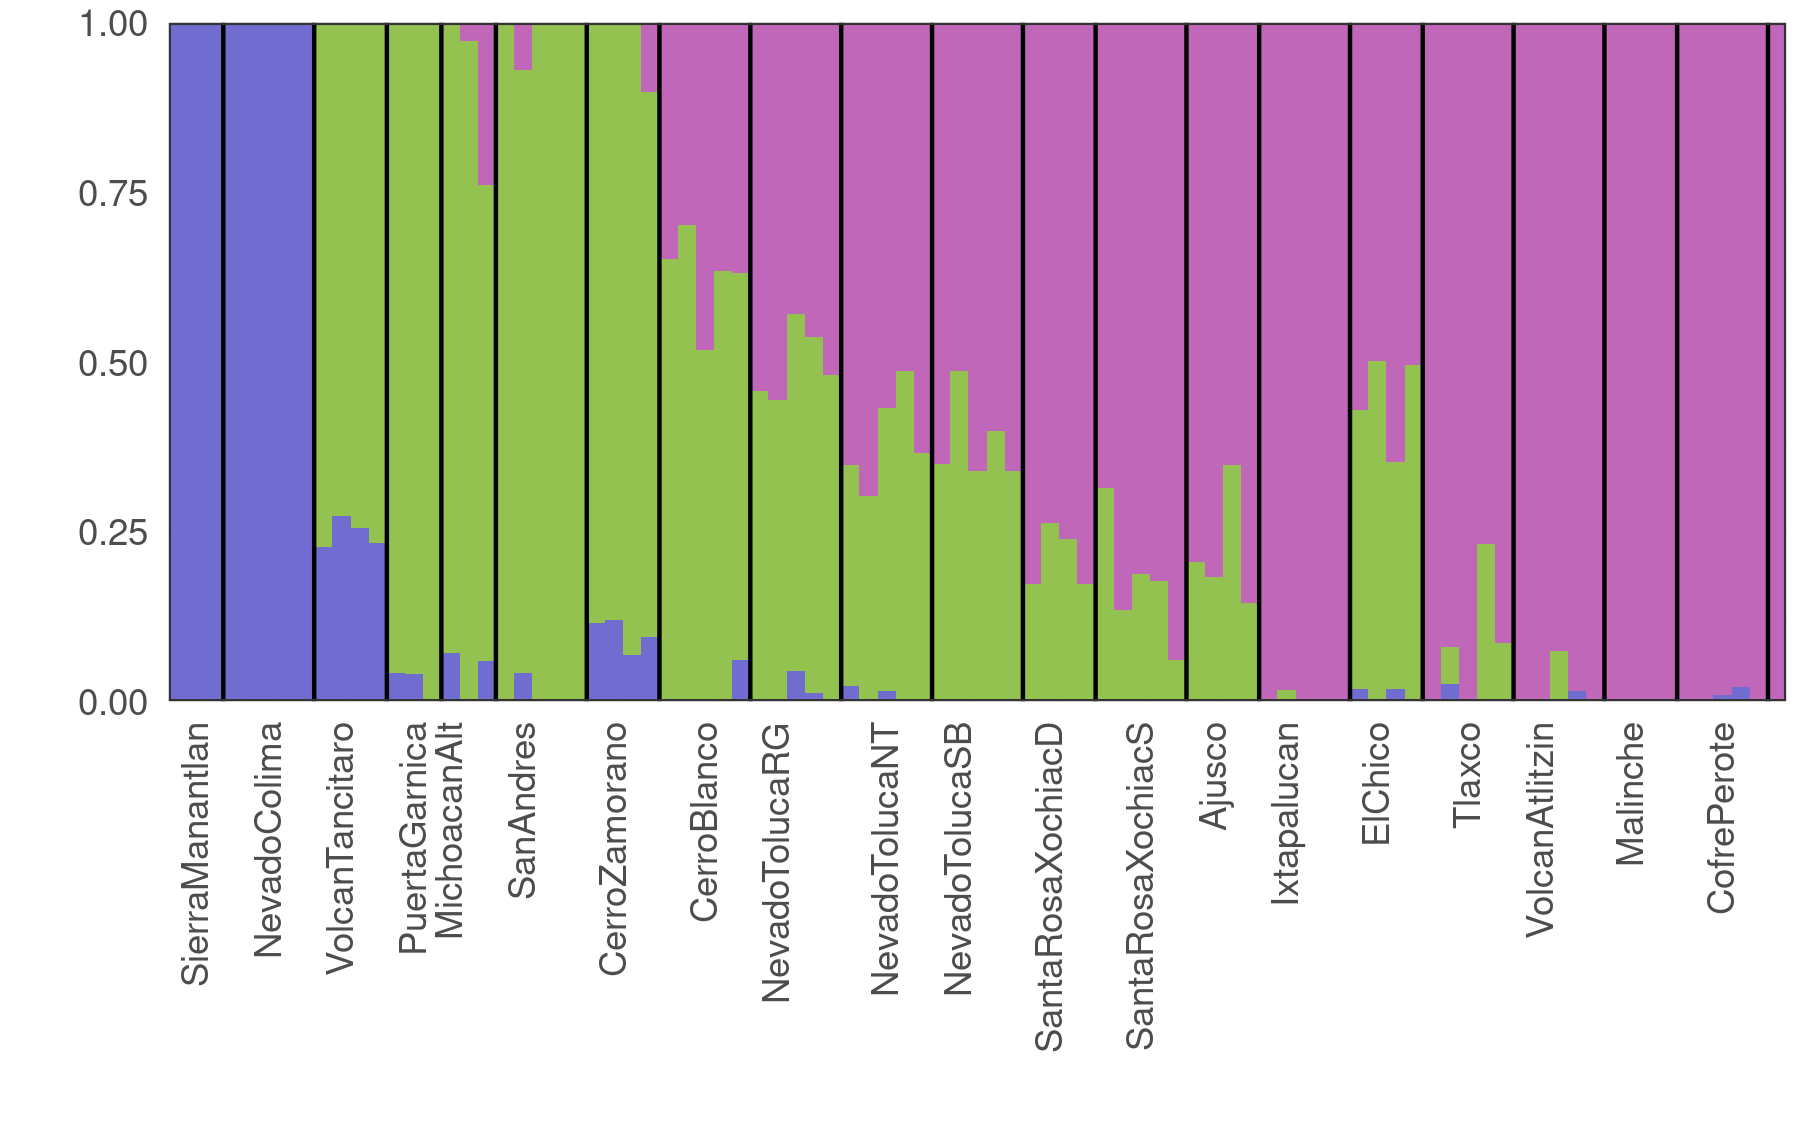 1.00
0.75
0.50
0.25
0.00
SierraManantlan
NevadoColima
VolcanTancitaro
PuertaGarnica
MichoacanAlt
SanAndres
CerroZamorano
CerroBlanco
NevadoTolucaRG
NevadoTolucaNT
NevadoTolucaSB
SantaRosaXochiacD
SantaRosaXochiacS
Ajusco
Ixtapalucan
ElChico
Tlaxco
VolcanAtlitzin
Malinche
CofrePerote